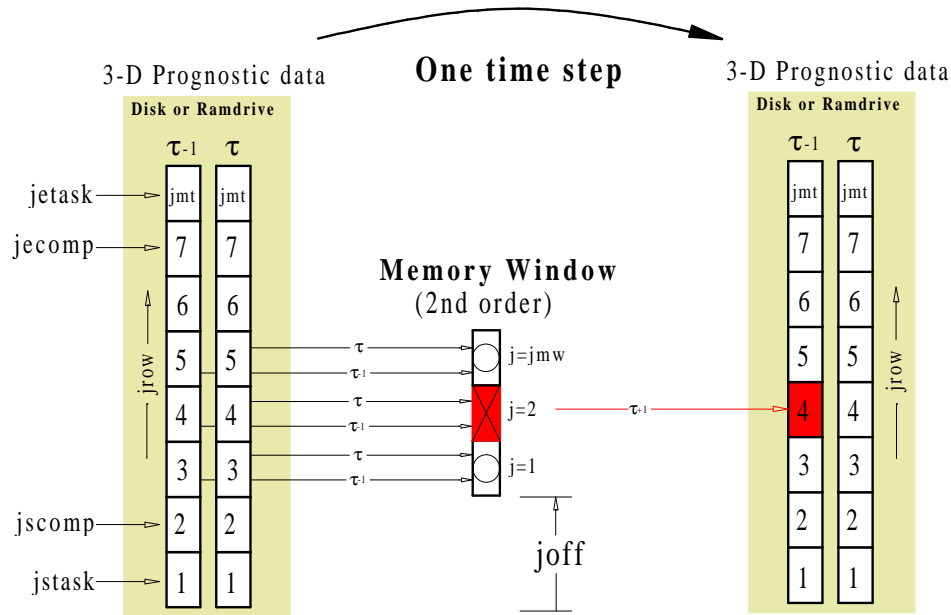 One time step
3-D Prognostic data
Disk or Ramdrive
τ-1 τ
jetask jmt jmt
jecomp 7 7
6 6
5 5
4 4
3 3
jscomp 2 2
jstask 1 1
jrow
Memory Window
(2nd order)
τ
τ-1
τ
τ-1
τ
τ-1
j=jmw
j=2
j=1
joff
τ+1
3-D Prognostic data
Disk or Ramdrive
τ-1 τ
jmt jmt
7 7
6 6
5 5
4 4
3 3
2 2
1 1
jrow